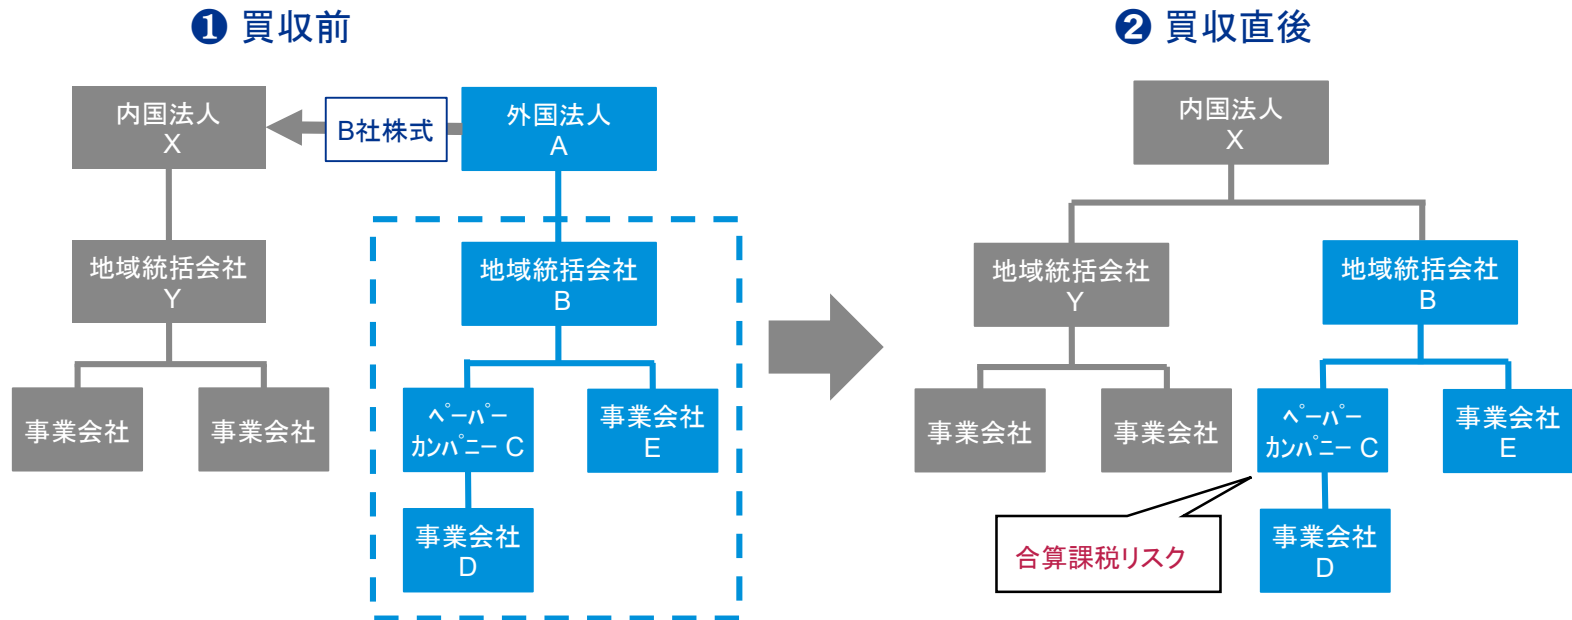 ❶ 買収前
内国法人
X
B社株式
外国法人
A
地域統括会社
Y
地域統括会社
B
事業会社
事業会社
ペーパー
カンパニー C
事業会社
E
事業会社
D
❷ 買収直後
内国法人
X
地域統括会社
Y
地域統括会社
B
事業会社
事業会社
ペーパー
カンパニー C
事業会社
E
合算課税リスク
事業会社
D